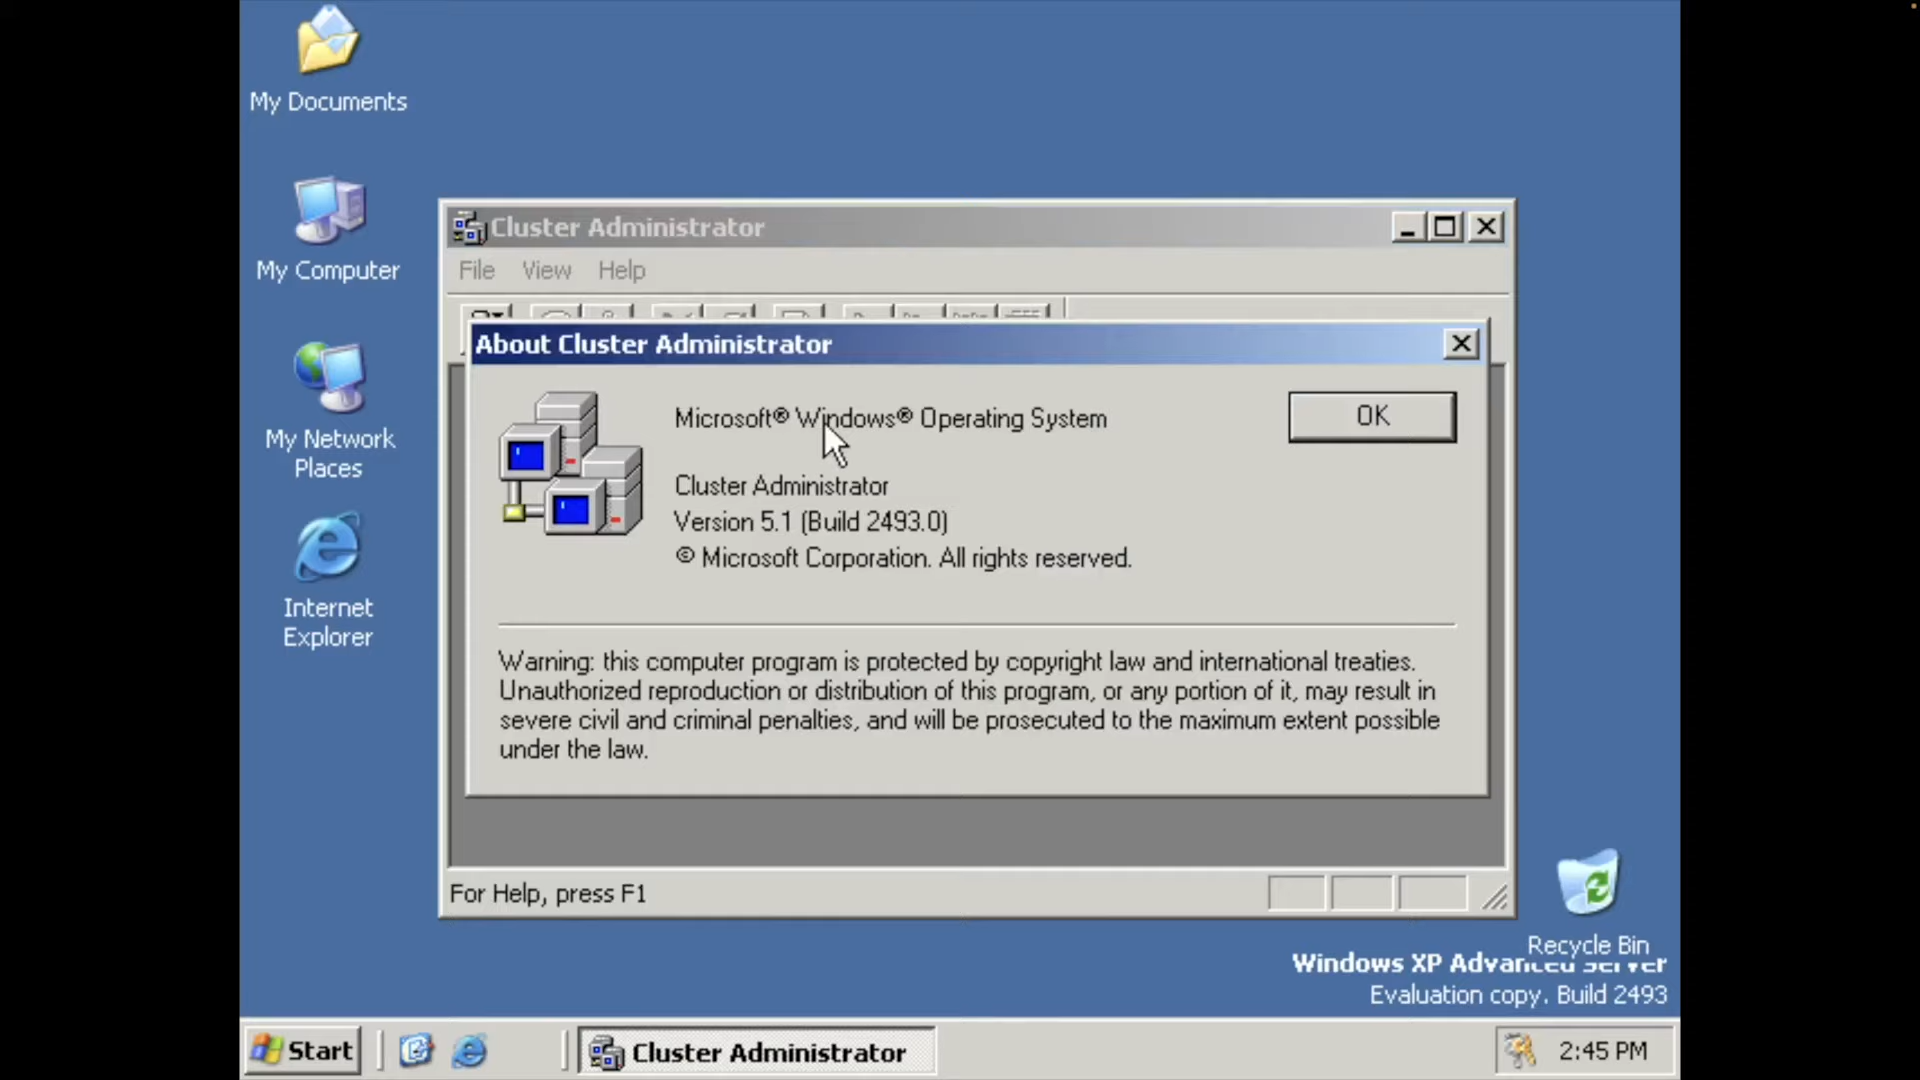 My Documents
My Computer
My Network
Places
Internet
Explorer
Cluster Administrator
File View Help
About Cluster Administrator
Microsoft® Windows® Operating System
OK
Cluster Administrator
Version 5.1 (Build 2493.0)
© Microsoft Corporation. All rights reserved.
Warning: this computer program is protected by copyright law and international treaties.
Unauthorized reproduction or distribution of this program, or any portion of it, may result in
severe civil and criminal penalties, and will be prosecuted to the maximum extent possible
under the law.
For Help, press F1
Recycle Bin
Windows XP Advanced Server
Evaluation copy. Build 2493
Start
Cluster Administrator
2:45 PM